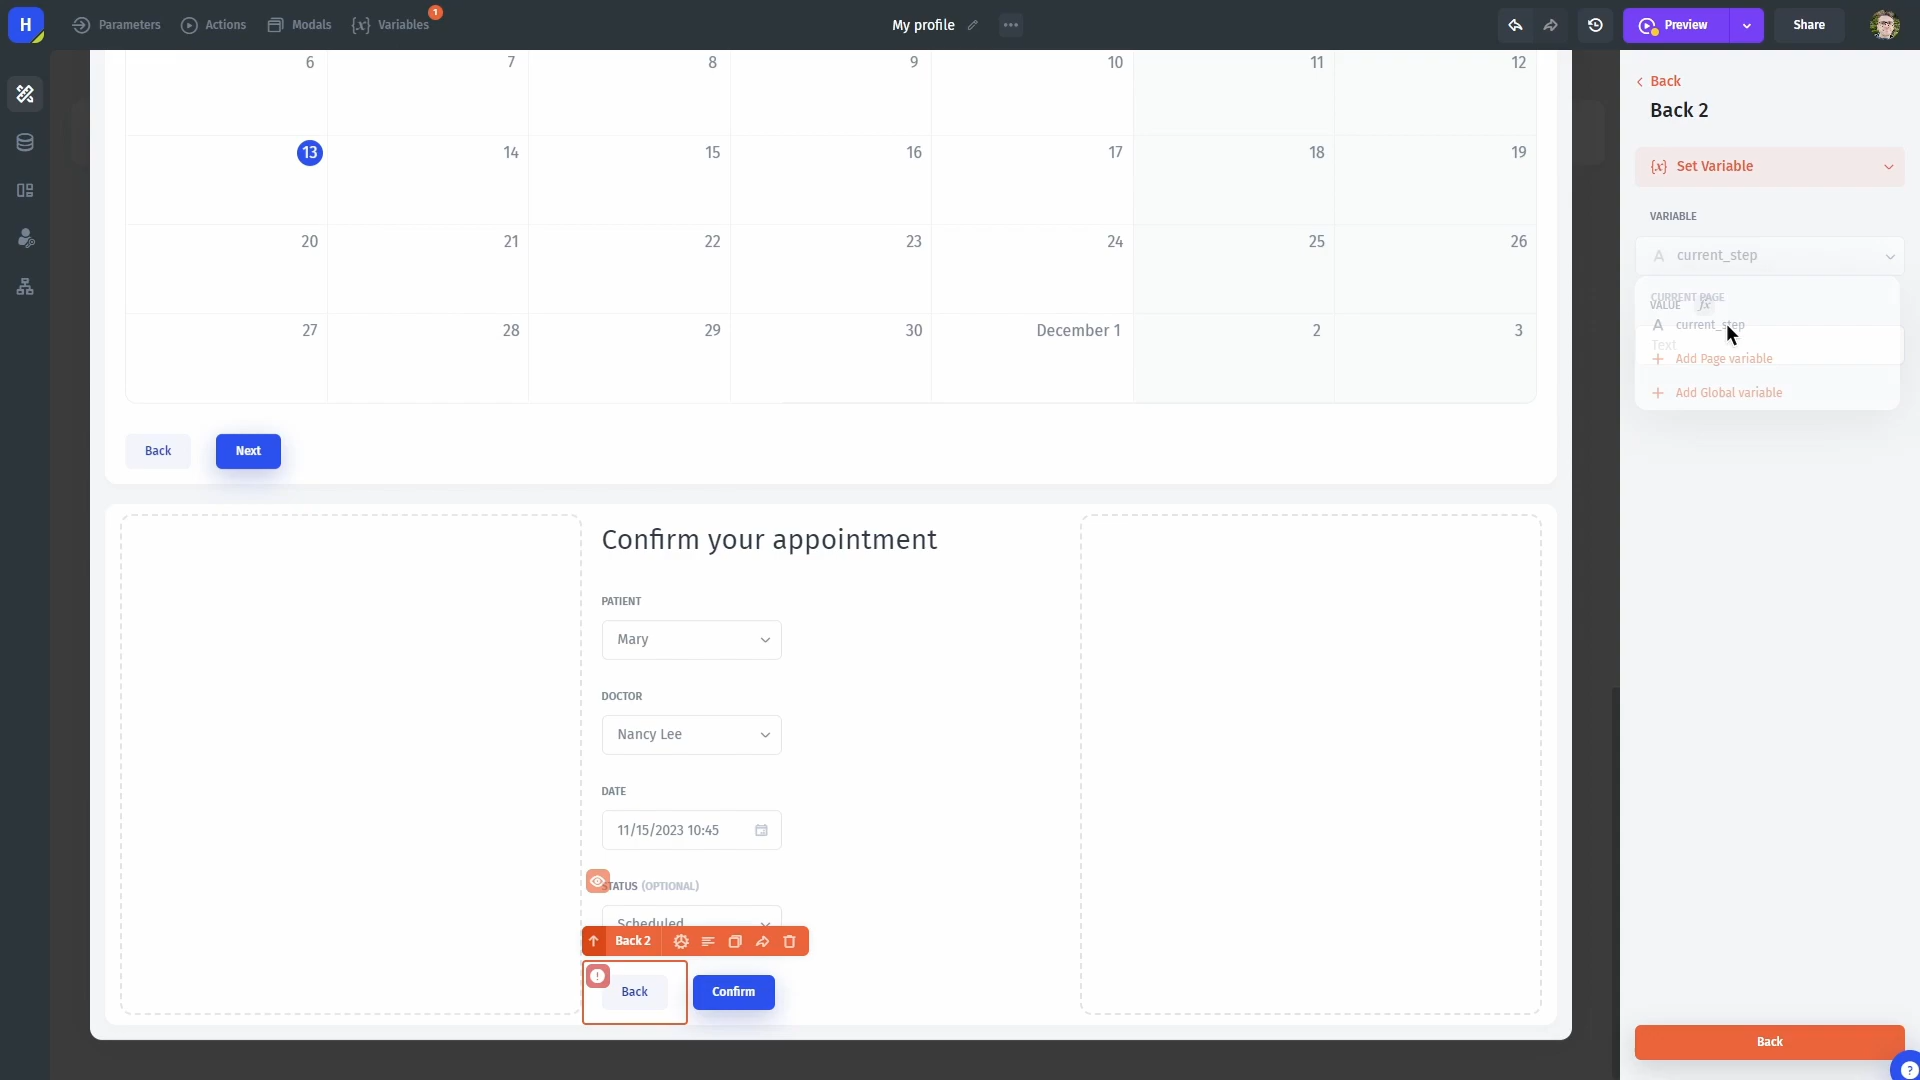 H
Parameters
Actions
Modals
{x} Variables
1
My profile
Preview
Share
6 7 8 9 10 11 12
13 14 15 16 17 18 19
20 21 22 23 24 25 26
27 28 29 30 December 1 2 3
Back
Next
Confirm your appointment
PATIENT
Mary
DOCTOR
Nancy Lee
DATE
11/15/2023 10:45
STATUS (OPTIONAL)
Scheduled
Back 2
Back
Confirm
Back
Back 2
{x} Set Variable
VARIABLE
A current_step
CURRENT PAGE
VALUE fx
A current_step
Text
+ Add Page variable
+ Add Global variable
Back
?